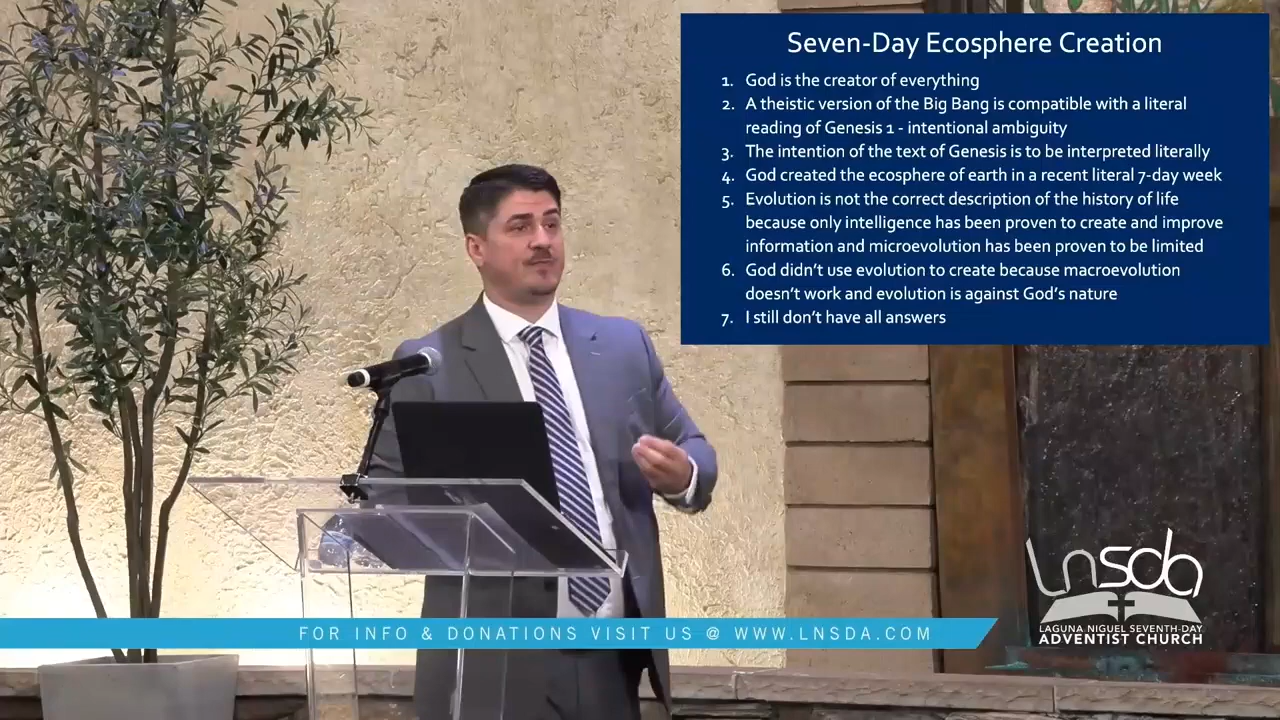 Seven-Day Ecosphere Creation
1. God is the creator of everything
2. A theistic version of the Big Bang is compatible with a literal
reading of Genesis 1 - intentional ambiguity
3. The intention of the text of Genesis is to be interpreted literally
4. God created the ecosphere of earth in a recent literal 7-day week
5. Evolution is not the correct description of the history of life
because only intelligence has been proven to create and improve
information and microevolution has been proven to be limited
6. God didn't use evolution to create because macroevolution
doesn't work and evolution is against God's nature
7. I still don't have all answers
lnsda
LAGUNA NIGUEL SEVENTH-DAY
ADVENTIST CHURCH
FOR INFO & DONATIONS VISIT US @ WWW.LNSDA.COM